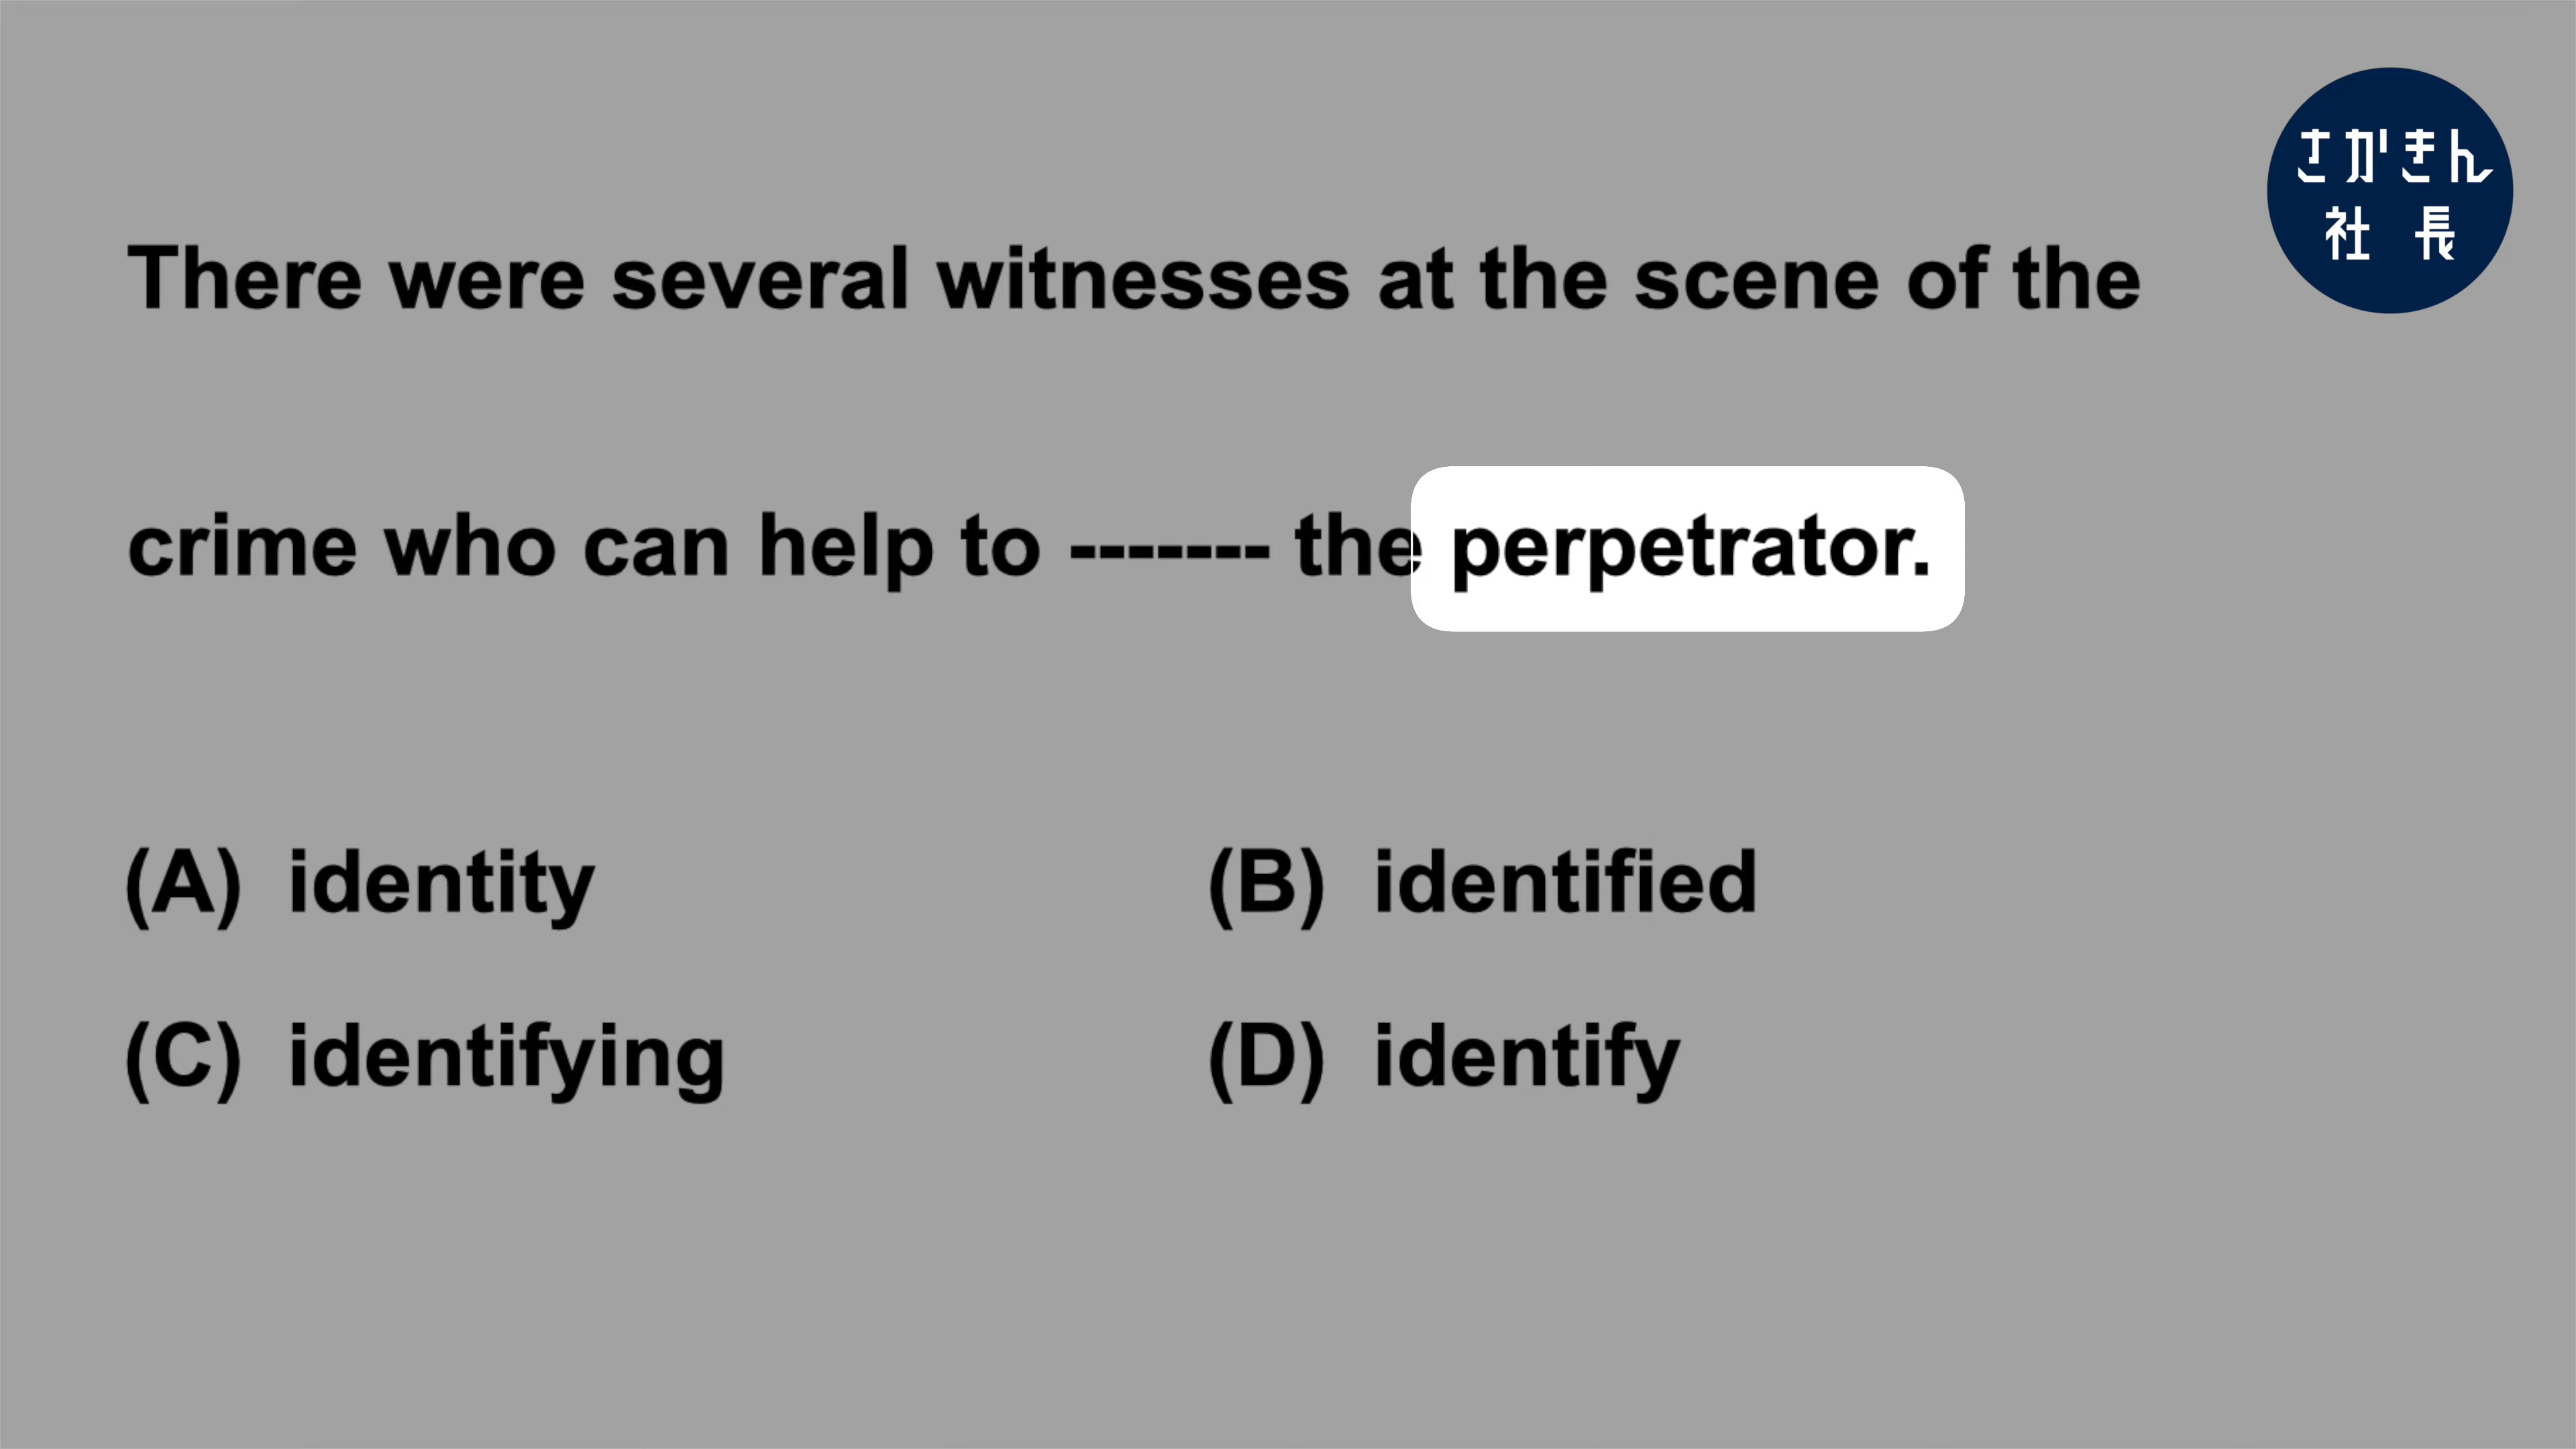 さかきん
社長
There were several witnesses at the scene of the
crime who can help to ------- the perpetrator.
(A) identity
(B) identified
(C) identifying
(D) identify